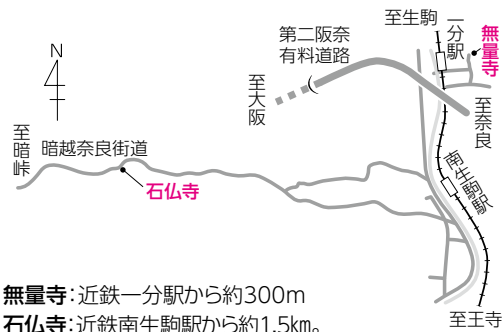 至生駒
一分駅
無量寺
第二阪奈
有料道路
至大阪
至奈良
N
至暗峠
暗越奈良街道
石仏寺
南生駒駅
至王寺
無量寺:近鉄一分駅から約300m
石仏寺:近鉄南生駒駅から約1.5km。